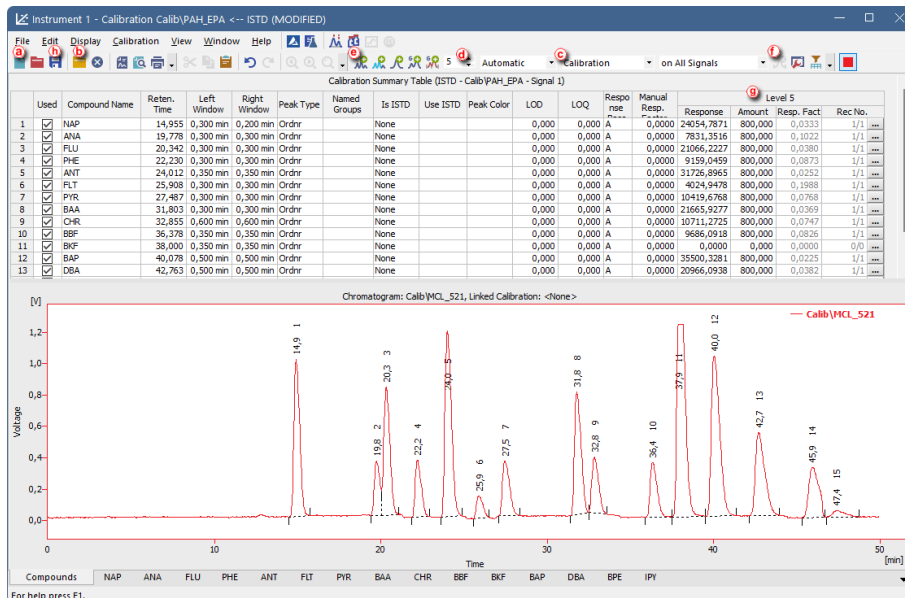 Instrument 1 - Calibration Calib\PAH_EPA <-- ISTD (MODIFIED)
File Edit Display Calibration View Window Help
a h b e 5 d Automatic c Calibration on All Signals f
Calibration Summary Table (ISTD - Calib\PAH_EPA - Signal 1)
g Level 5
Used Compound Name Reten. Time Left Window Right Window Peak Type Named Groups Is ISTD Use ISTD Peak Color LOD LOQ Respo nse Manual Resp. Response Amount Resp. Fact Rec No.
1 NAP 14,955 0,300 min 0,200 min Ordnr None 0,000 0,000 A 0,0000 24054,7871 800,000 0,0333 1/1 ...
2 ANA 19,778 0,300 min 0,300 min Ordnr None 0,000 0,000 A 0,0000 7831,3516 800,000 0,1022 1/1 ...
3 FLU 20,342 0,300 min 0,300 min Ordnr None 0,000 0,000 A 0,0000 21066,2227 800,000 0,0380 1/1 ...
4 PHE 22,230 0,300 min 0,300 min Ordnr None 0,000 0,000 A 0,0000 9159,0459 800,000 0,0873 1/1 ...
5 ANT 24,012 0,350 min 0,350 min Ordnr None 0,000 0,000 A 0,0000 31726,8965 800,000 0,0252 1/1 ...
6 FLT 25,908 0,300 min 0,300 min Ordnr None 0,000 0,000 A 0,0000 4024,9478 800,000 0,1988 1/1 ...
7 PYR 27,487 0,300 min 0,300 min Ordnr None 0,000 0,000 A 0,0000 10419,6768 800,000 0,0768 1/1 ...
8 BAA 31,803 0,300 min 0,300 min Ordnr None 0,000 0,000 A 0,0000 21665,9277 800,000 0,0369 1/1 ...
9 CHR 32,855 0,600 min 0,600 min Ordnr None 0,000 0,000 A 0,0000 10711,2725 800,000 0,0747 1/1 ...
10 BBF 36,378 0,350 min 0,350 min Ordnr None 0,000 0,000 A 0,0000 9686,0918 800,000 0,0826 1/1 ...
11 BKF 38,000 0,350 min 0,350 min Ordnr None 0,000 0,000 A 0,0000 0,0000 0,000 0,0000 0/0 ...
12 BAP 40,078 0,500 min 0,500 min Ordnr None 0,000 0,000 A 0,0000 35500,3281 800,000 0,0225 1/1 ...
13 DBA 42,763 0,500 min 0,500 min Ordnr None 0,000 0,000 A 0,0000 20966,0938 800,000 0,0382 1/1 ...
Chromatogram: Calib\MCL_521, Linked Calibration: <None>
[V]
Calib\MCL_521
1,2
0,6
0,4
0,2
0,0
Voltage
14,9 1
19,8 2
20,3 3
22,2 4
24,0 5
25,9 6
27,5 7
31,8 8
32,8 9
36,4 10
37,9 11
40,0 12
42,7 13
45,9 14
47,4 15
0 10 20 30 40 50
Time [min]
Compounds NAP ANA FLU PHE ANT FLT PYR BAA CHR BBF BKF BAP DBA BPE IPY
For help press F1.